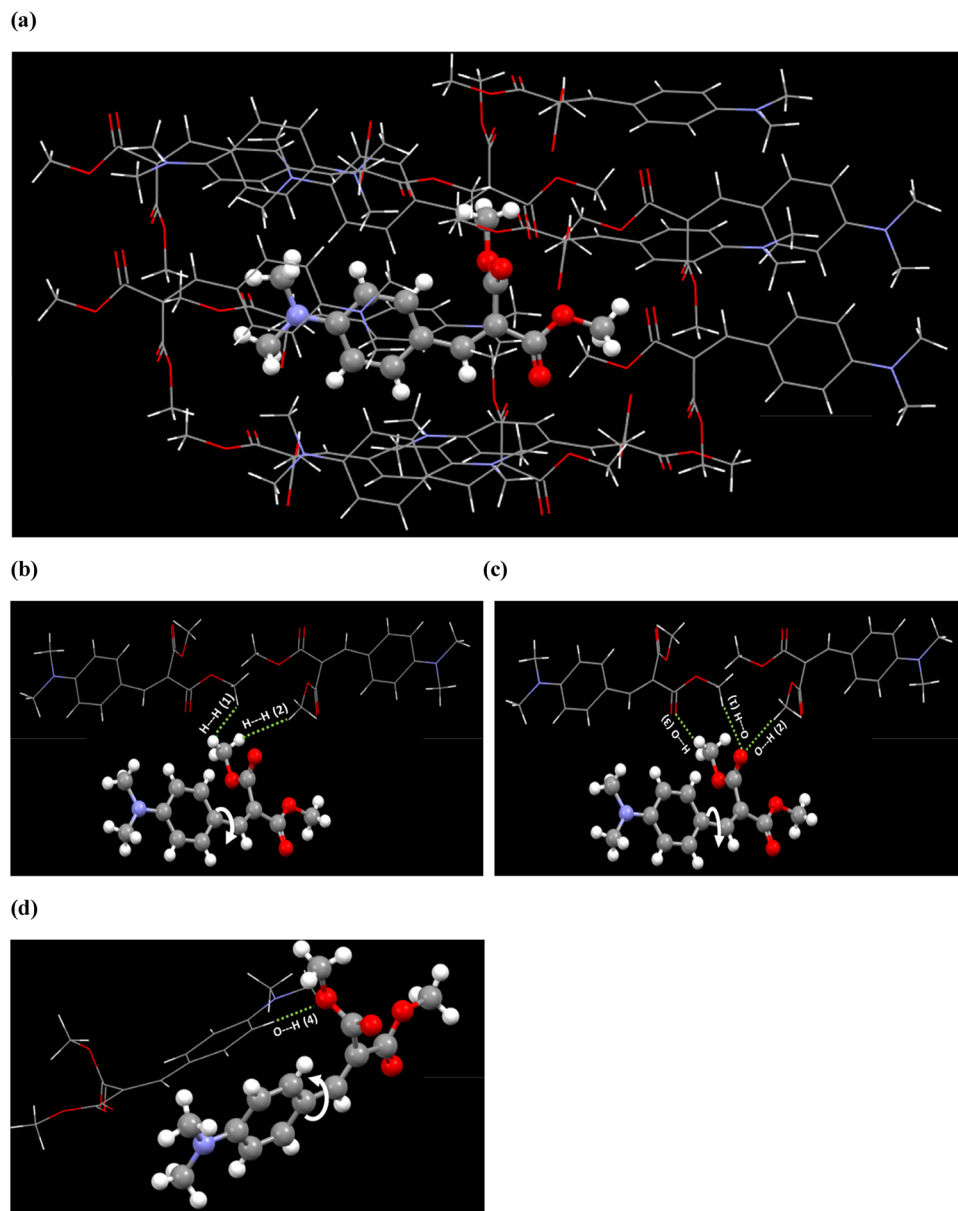 (a)
(b)
(c)
H---H (1)
H---H (2)
O---H (3)
O---H (1)
O---H (2)
(d)
O---H (4)